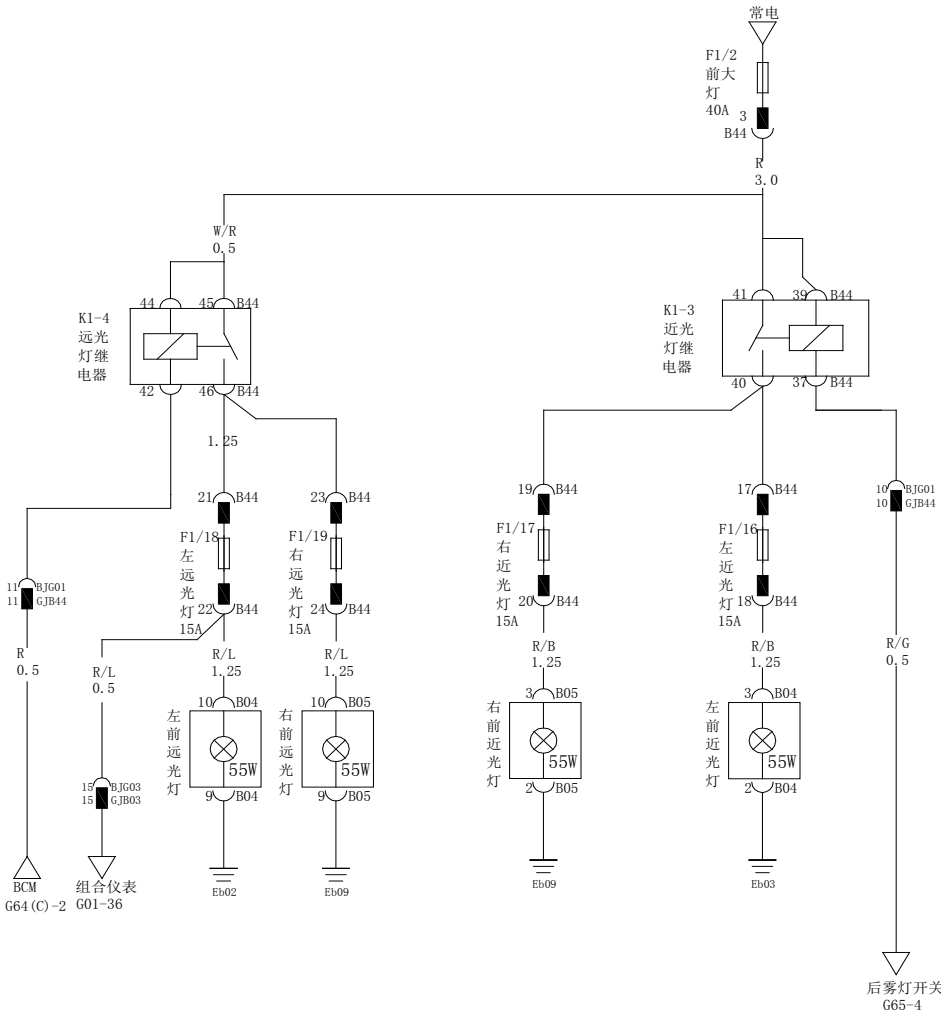 常电
F1/2
前大
灯
40A
3
B44
R
3.0
W/R
0.5
44
45
B44
K1-4
远光
灯继
电器
42
46
B44
41
39
B44
K1-3
近光
灯继
电器
40
37
B44
1.25
21
B44
23
B44
19
B44
17
B44
10
BJG01
10
GJB44
F1/18
左
远
光
灯
15A
22
B44
F1/19
右
远
光
灯
15A
24
B44
F1/17
右
近
光
灯
15A
20
B44
F1/16
左
近
光
灯
15A
18
B44
11
BJG01
11
GJB44
R
0.5
R/L
0.5
R/L
1.25
R/L
1.25
R/B
1.25
R/B
1.25
R/G
0.5
10
B04
左
前
远
光
灯
55W
9
B04
10
B05
右
前
远
光
灯
55W
9
B05
3
B05
右
前
近
光
灯
55W
2
B05
3
B04
左
前
近
光
灯
55W
2
B04
15
BJG03
15
GJB03
BCM
G64(C)-2
组合仪表
G01-36
Eb02
Eb09
Eb09
Eb03
后雾灯开关
G65-4